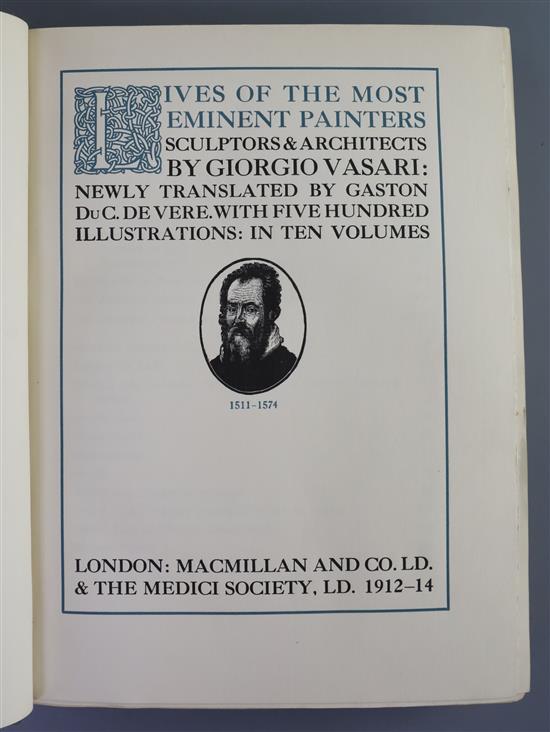 LIVES OF THE MOST
EMINENT PAINTERS
SCULPTORS & ARCHITECTS
BY GIORGIO VASARI:
NEWLY TRANSLATED BY GASTON
DU C. DE VERE. WITH FIVE HUNDRED
ILLUSTRATIONS: IN TEN VOLUMES
1511-1574
LONDON: MACMILLAN AND CO. LD.
& THE MEDICI SOCIETY, LD. 1912-14